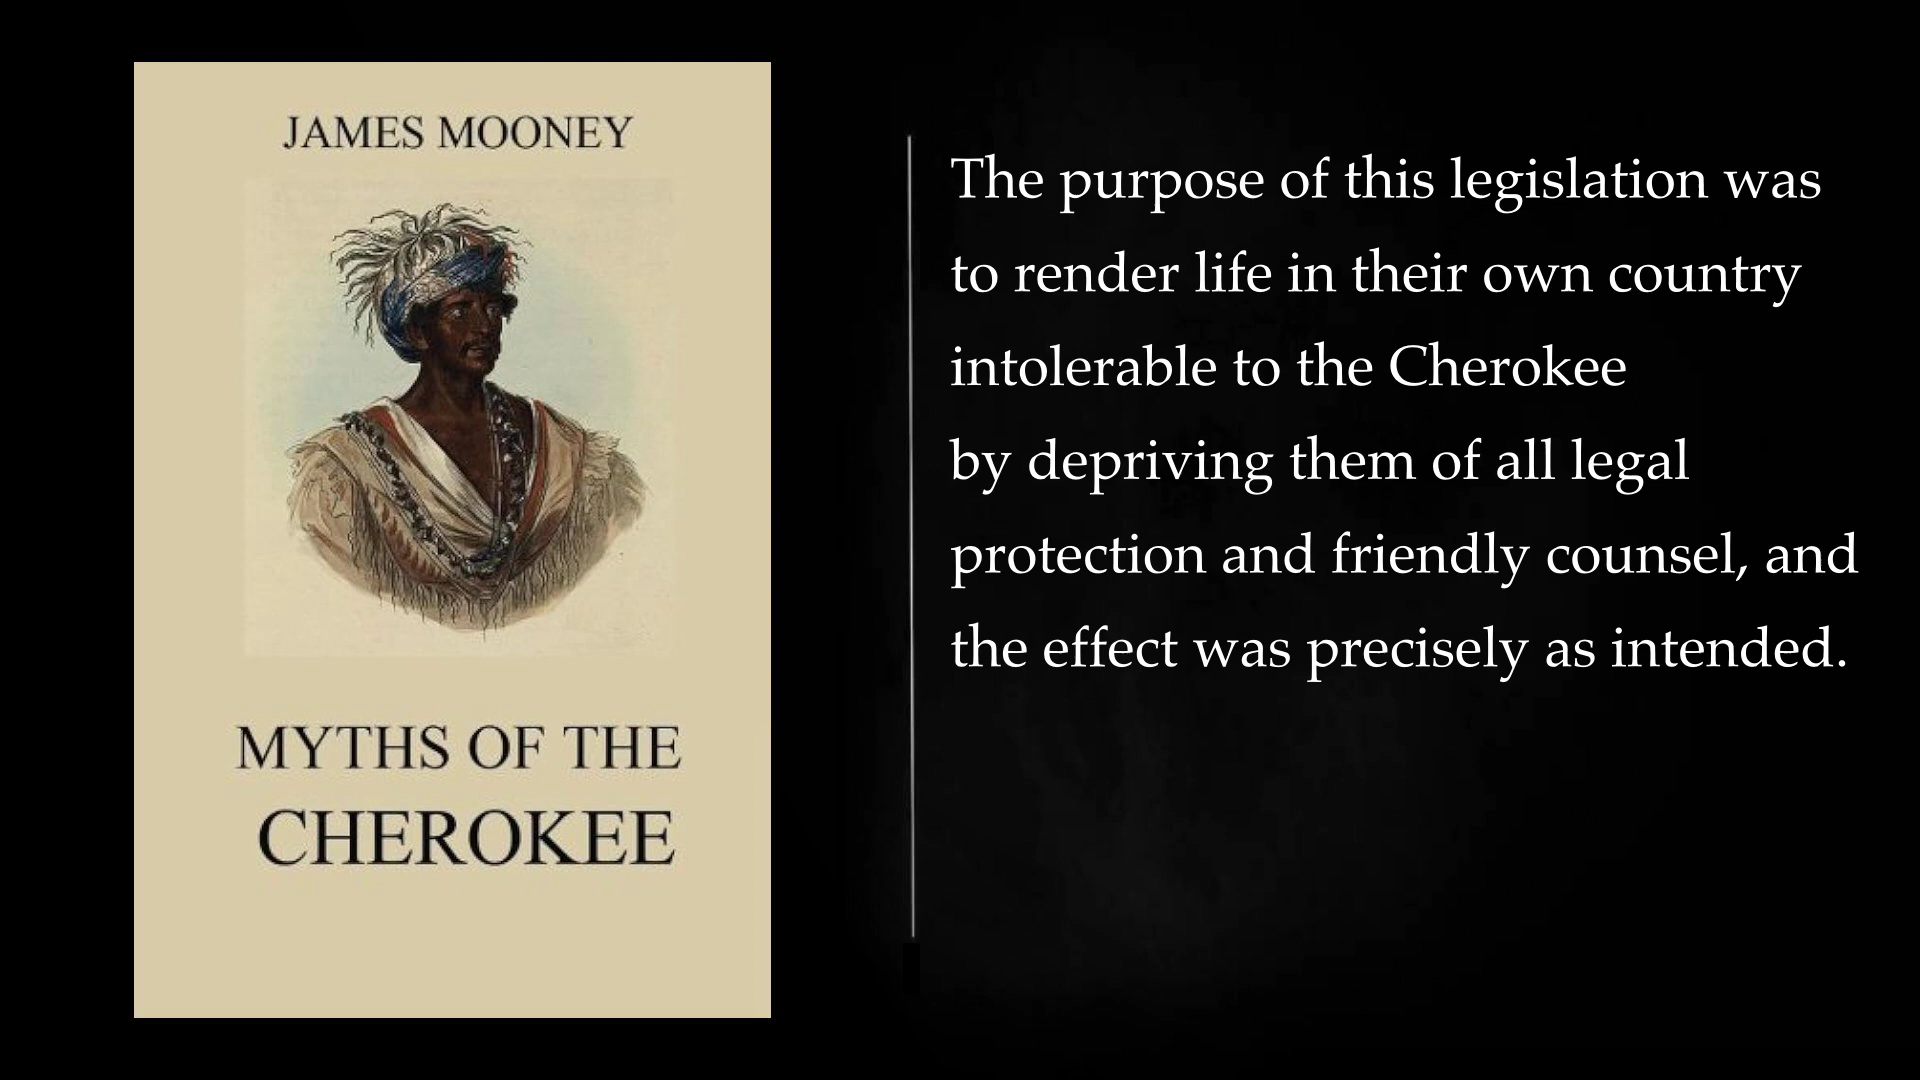 JAMES MOONEY
MYTHS OF THE
CHEROKEE
The purpose of this legislation was
to render life in their own country
intolerable to the Cherokee
by depriving them of all legal
protection and friendly counsel, and
the effect was precisely as intended.